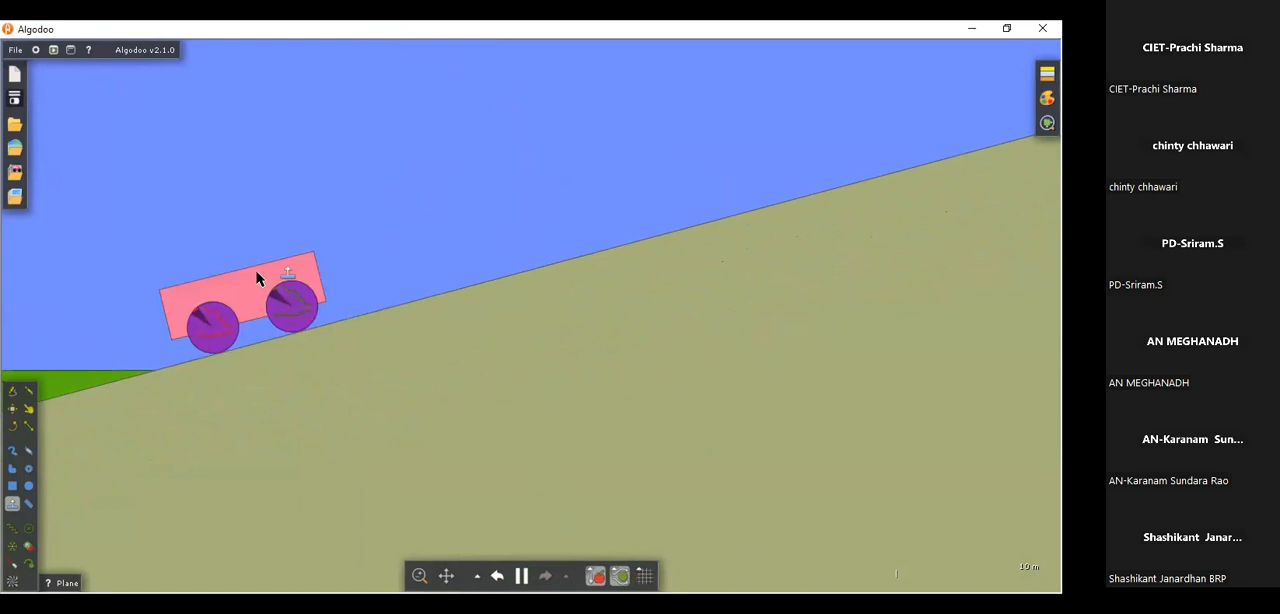 Algodoo
File ? Algodoo v2.1.0
? Plane
10 m
CIET-Prachi Sharma
CIET-Prachi Sharma
chinty chhawari
chinty chhawari
PD-Sriram.S
PD-Sriram.S
AN MEGHANADH
AN MEGHANADH
AN-Karanam Sun...
AN-Karanam Sundara Rao
Shashikant Janar...
Shashikant Janardhan BRP